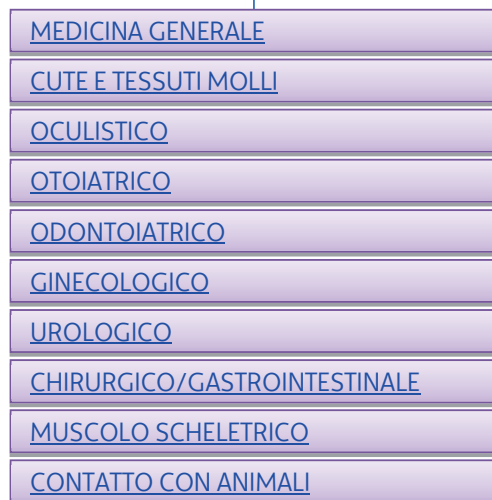 MEDICINA GENERALE
CUTE E TESSUTI MOLLI
OCULISTICO
OTOIATRICO
ODONTOIATRICO
GINECOLOGICO
UROLOGICO
CHIRURGICO/GASTROINTESTINALE
MUSCOLO SCHELETRICO
CONTATTO CON ANIMALI